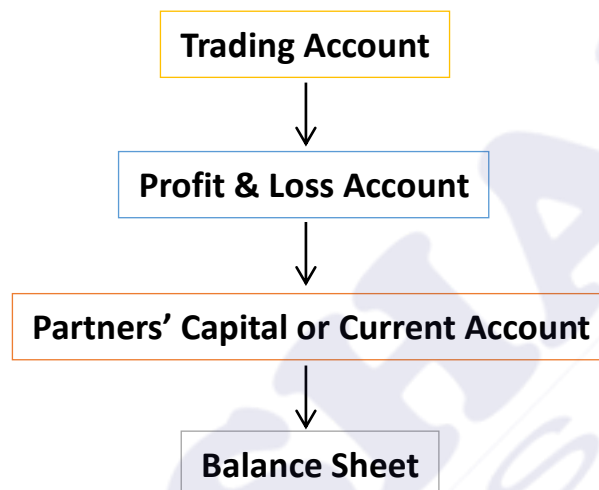 Trading Account
Profit & Loss Account
Partners’ Capital or Current Account
Balance Sheet